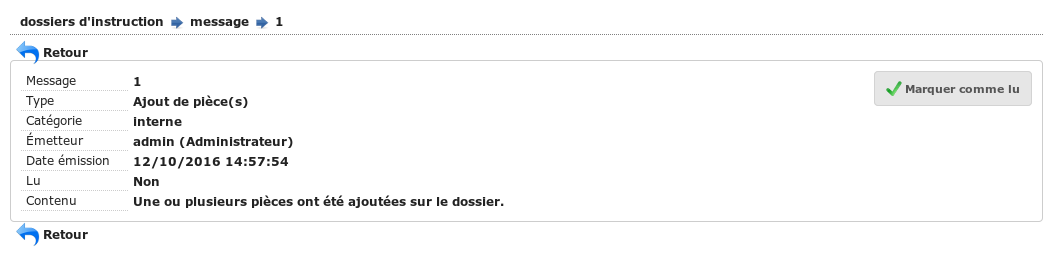 dossiers d'instruction message 1
Retour
Message 1
Marquer comme lu
Type Ajout de pièce(s)
Catégorie interne
Émetteur admin (Administrateur)
Date émission 12/10/2016 14:57:54
Lu Non
Contenu Une ou plusieurs pièces ont été ajoutées sur le dossier.
Retour